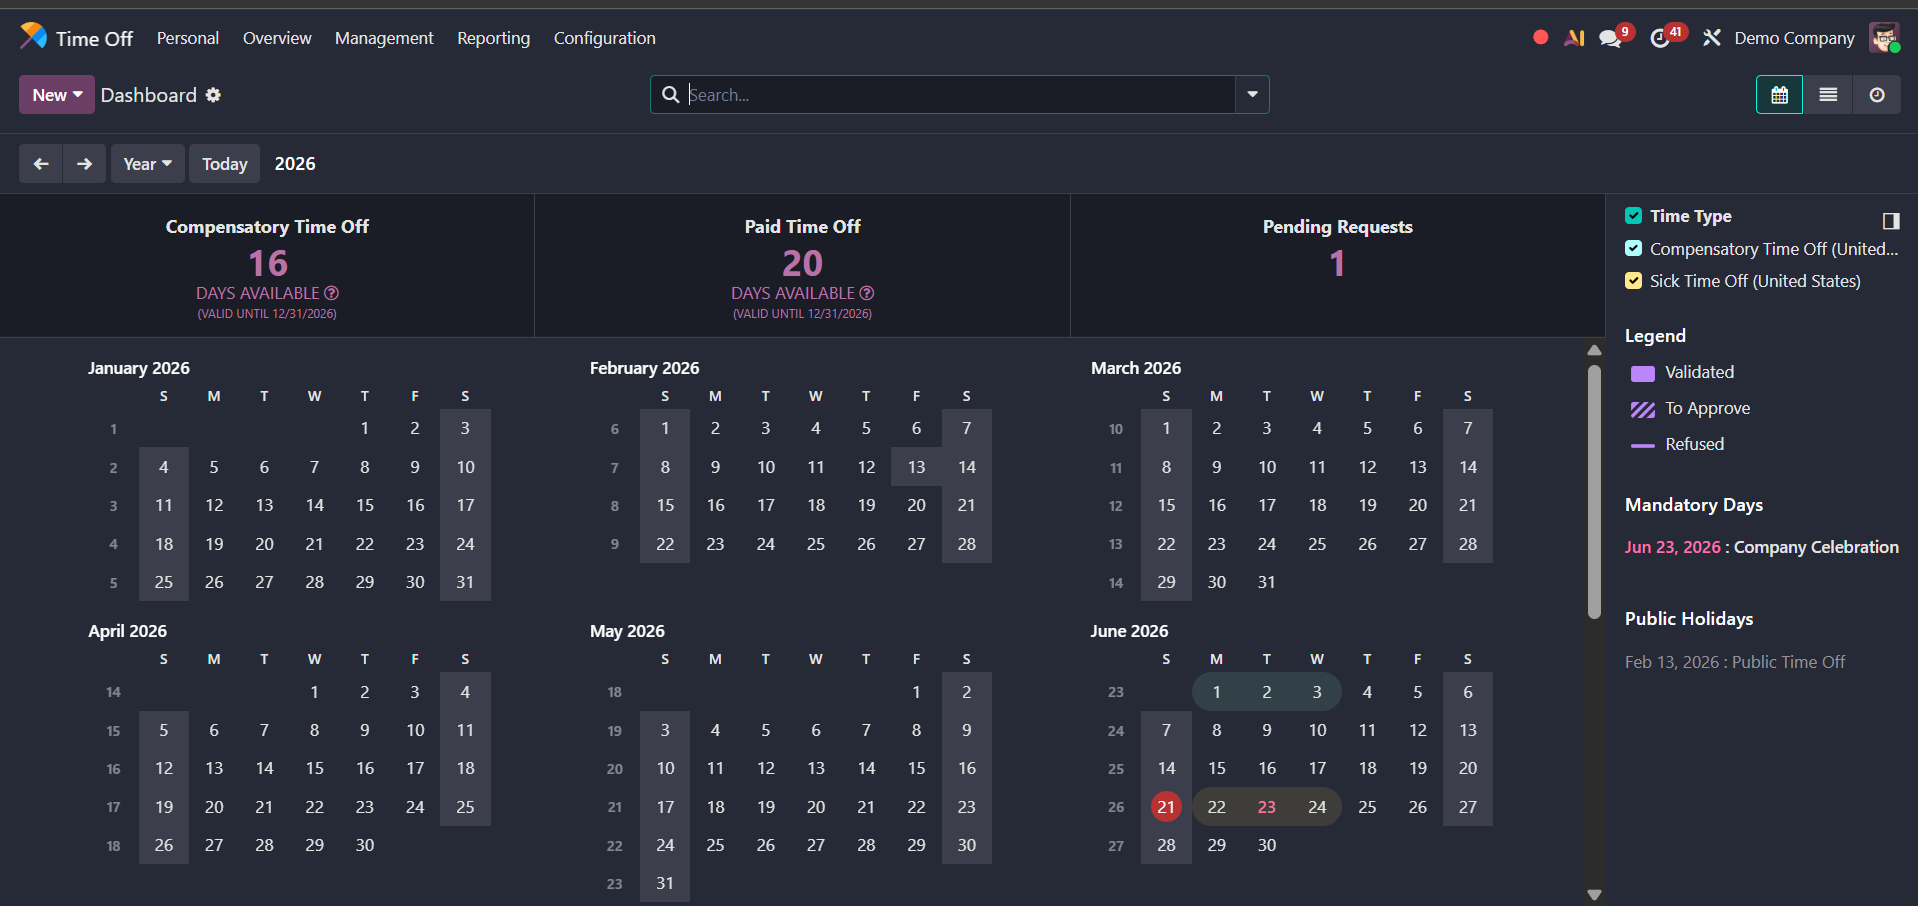 Time Off Personal Overview Management Reporting Configuration
9 41 Demo Company
New Dashboard
Search...
Year Today 2026
Compensatory Time Off
16
DAYS AVAILABLE
(VALID UNTIL 12/31/2026)
Paid Time Off
20
DAYS AVAILABLE
(VALID UNTIL 12/31/2026)
Pending Requests
1
January 2026
S M T W T F S
1 1 2 3
2 4 5 6 7 8 9 10
3 11 12 13 14 15 16 17
4 18 19 20 21 22 23 24
5 25 26 27 28 29 30 31
February 2026
S M T W T F S
6 1 2 3 4 5 6 7
7 8 9 10 11 12 13 14
8 15 16 17 18 19 20 21
9 22 23 24 25 26 27 28
March 2026
S M T W T F S
10 1 2 3 4 5 6 7
11 8 9 10 11 12 13 14
12 15 16 17 18 19 20 21
13 22 23 24 25 26 27 28
14 29 30 31
April 2026
S M T W T F S
14 1 2 3 4
15 5 6 7 8 9 10 11
16 12 13 14 15 16 17 18
17 19 20 21 22 23 24 25
18 26 27 28 29 30
May 2026
S M T W T F S
18 1 2
19 3 4 5 6 7 8 9
20 10 11 12 13 14 15 16
21 17 18 19 20 21 22 23
22 24 25 26 27 28 29 30
23 31
June 2026
S M T W T F S
23 1 2 3 4 5 6
24 7 8 9 10 11 12 13
25 14 15 16 17 18 19 20
26 21 22 23 24 25 26 27
27 28 29 30
Time Type
Compensatory Time Off (United...
Sick Time Off (United States)
Legend
Validated
To Approve
Refused
Mandatory Days
Jun 23, 2026 : Company Celebration
Public Holidays
Feb 13, 2026 : Public Time Off